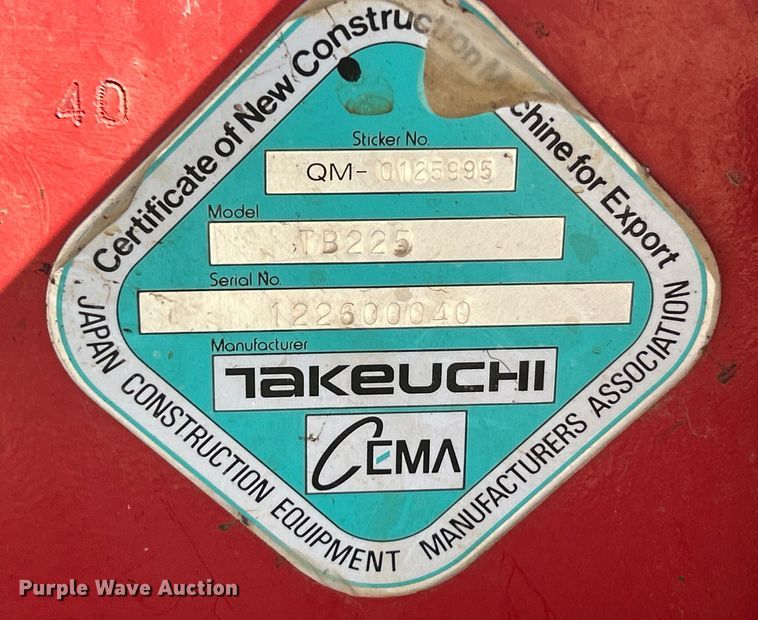 40
Certificate of New Construction Machine for Export
Sticker No.
QM- 0125995
Model
TB225
Serial No.
122600040
Manufacturer
TAKEUCHI
CEMA
JAPAN CONSTRUCTION EQUIPMENT MANUFACTURERS ASSOCIATION
Purple Wave Auction